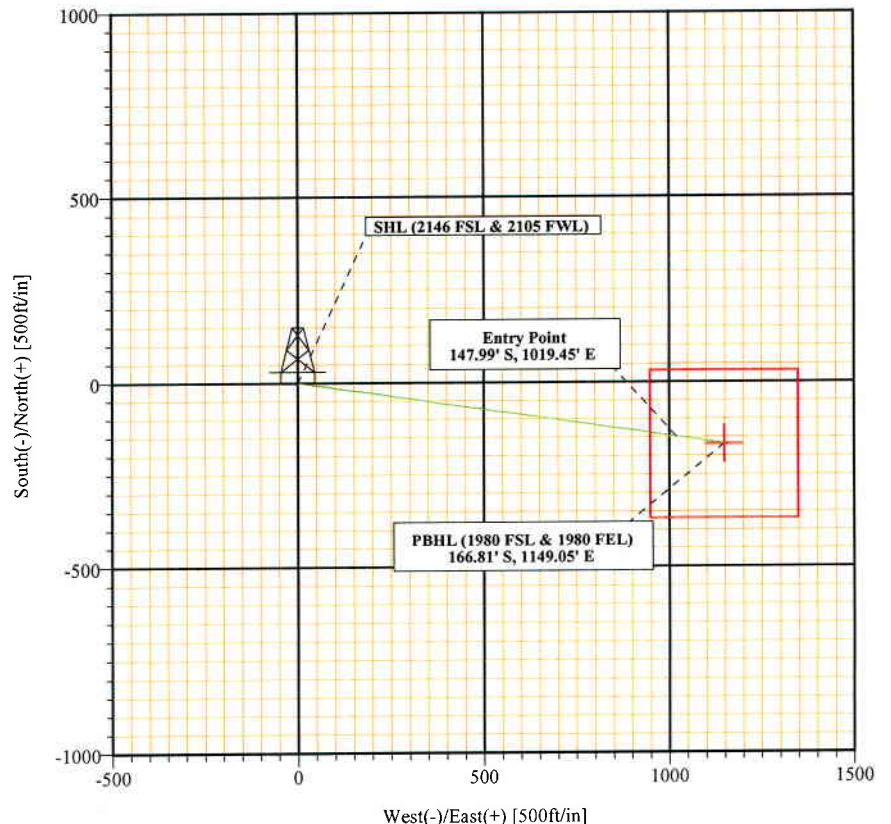 1000
500
SHL (2146 FSL & 2105 FWL)
Entry Point
147.99' S, 1019.45' E
0
South(-)/North(+) [500ft/in]
PBHL (1980 FSL & 1980 FEL)
166.81' S, 1149.05' E
-500
-1000
-500
0
500
1000
1500
West(-)/East(+) [500ft/in]